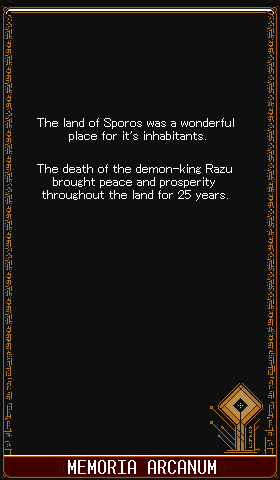 The land of Sporos was a wonderful
place for it's inhabitants.
The death of the demon-king Razu
brought peace and prosperity
throughout the land for 25 years.
MEMORIA ARCANUM